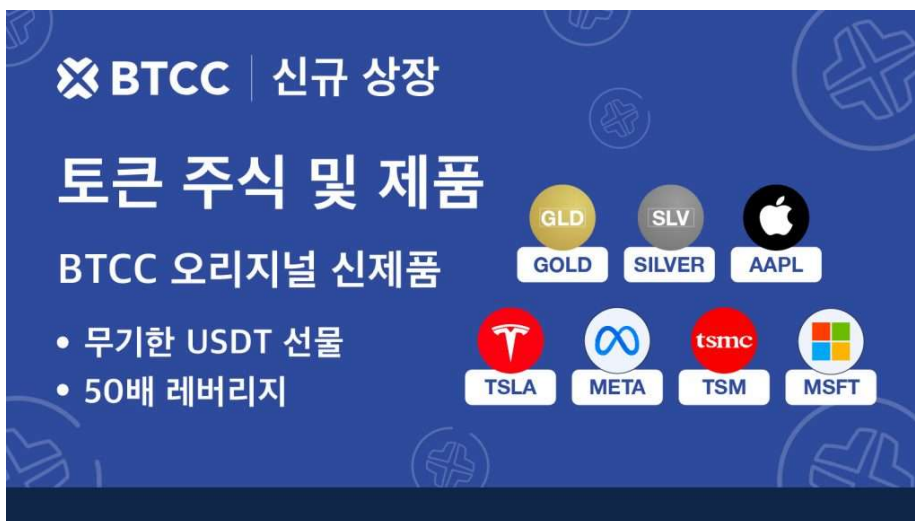 BTCC 신규 상장
토큰 주식 및 제품
BTCC 오리지널 신제품
• 무기한 USDT 선물
• 50배 레버리지
GLD SLV
GOLD SILVER AAPL
tsmc
TSLA META TSM MSFT